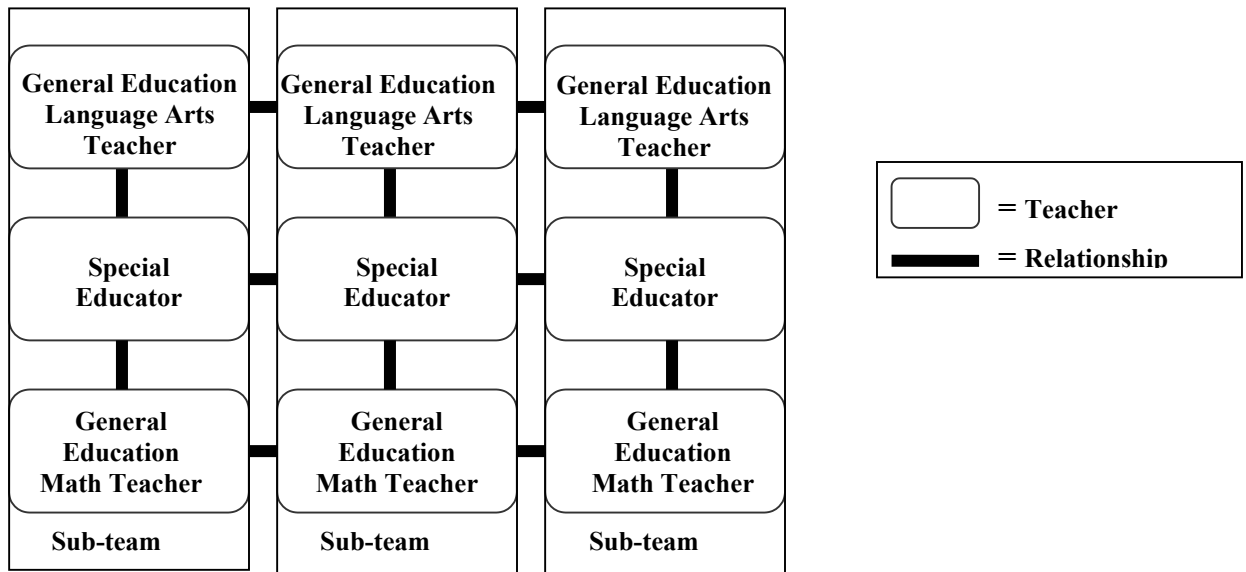 General Education
Language Arts
Teacher
General Education
Language Arts
Teacher
General Education
Language Arts
Teacher
Special
Educator
Special
Educator
Special
Educator
General
Education
Math Teacher
General
Education
Math Teacher
General
Education
Math Teacher
Sub-team
Sub-team
Sub-team
= Teacher
= Relationship